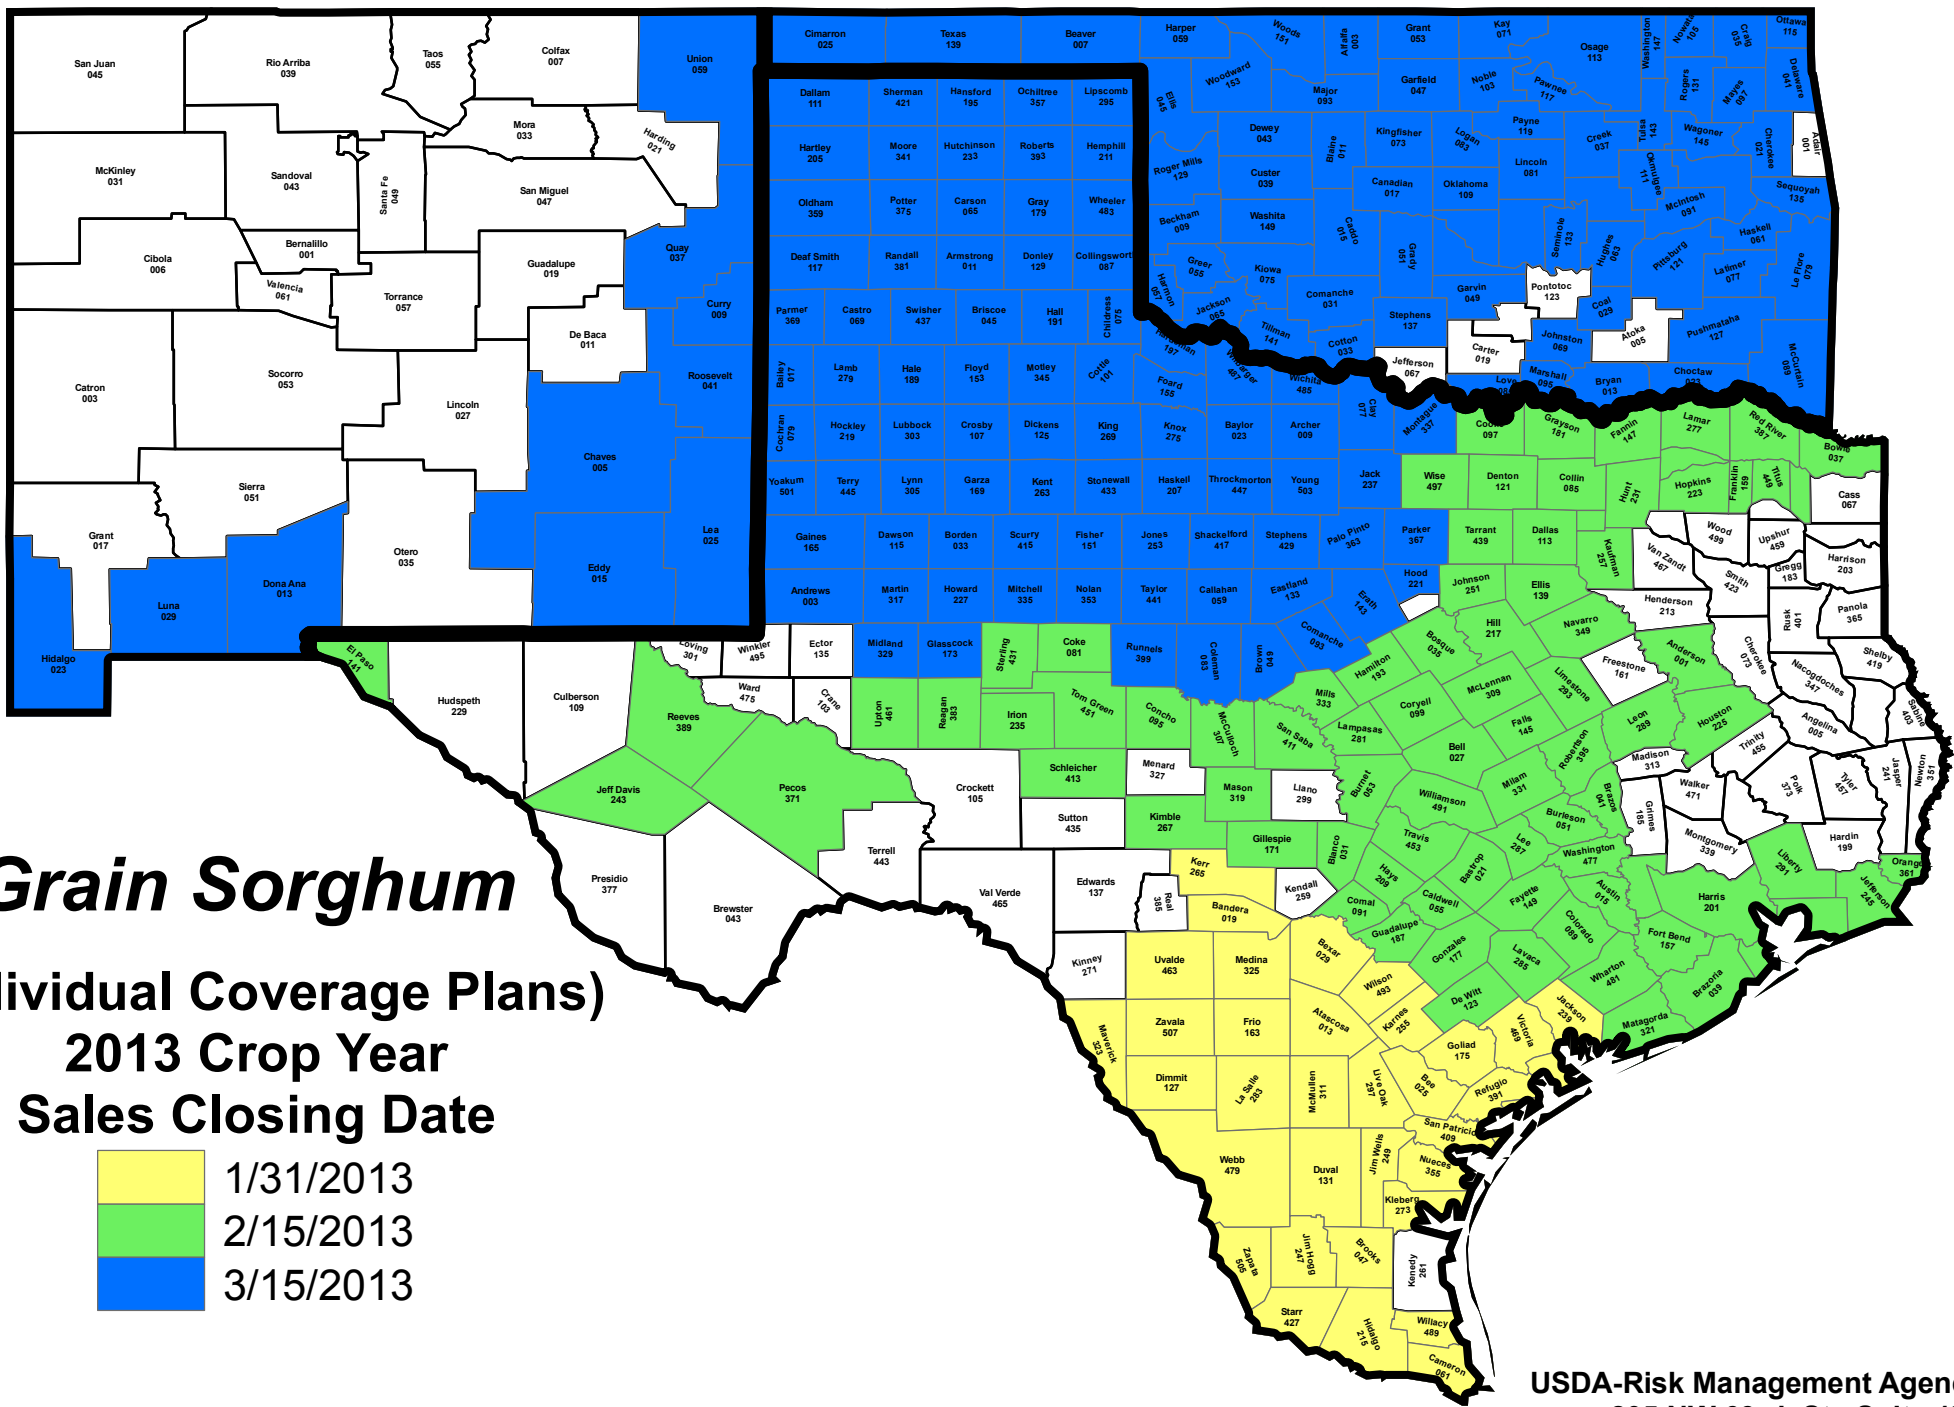 San Juan
045
Rio Arriba
039
Taos
055
Colfax
007
Union
059
Mora
033
Harding
021
McKinley
031
Sandoval
043
Santa Fe
049
San Miguel
047
Cibola
006
Bernalillo
001
Valencia
061
Torrance
057
Guadalupe
019
Quay
037
Curry
009
De Baca
011
Roosevelt
041
Catron
003
Socorro
053
Lincoln
027
Chaves
005
Sierra
051
Grant
017
Otero
035
Lea
025
Eddy
015
Dona Ana
013
Luna
029
Hidalgo
023
Cimarron
025
Texas
139
Beaver
007
Harper
059
Woods
151
Alfalfa
003
Grant
053
Kay
071
Osage
113
Washington
147
Nowata
105
Craig
035
Ottawa
115
Woodward
153
Ellis
045
Major
093
Garfield
047
Noble
103
Pawnee
117
Rogers
131
Mayes
097
Delaware
041
Dewey
043
Blaine
011
Kingfisher
073
Logan
083
Payne
119
Creek
037
Tulsa
143
Wagoner
145
Cherokee
021
Adair
001
Roger Mills
129
Custer
039
Canadian
017
Oklahoma
109
Lincoln
081
Okmulgee
111
McIntosh
091
Sequoyah
135
Beckham
009
Washita
149
Caddo
015
Grady
051
Seminole
133
Hughes
063
Pittsburg
121
Haskell
061
Latimer
077
Le Flore
079
Greer
055
Harmon
057
Kiowa
075
Jackson
065
Comanche
031
Tillman
141
Cotton
033
Stephens
137
Garvin
049
Pontotoc
123
Coal
029
Atoka
005
Pushmataha
127
McCurtain
089
Jefferson
067
Carter
019
Johnston
069
Love
Marshall
095
Bryan
013
Choctaw
023
Dallam
111
Sherman
421
Hansford
195
Ochiltree
357
Lipscomb
295
Hartley
205
Moore
341
Hutchinson
233
Roberts
393
Hemphill
211
Oldham
359
Potter
375
Carson
065
Gray
179
Wheeler
483
Deaf Smith
117
Randall
381
Armstrong
011
Donley
129
Collingsworth
087
Parmer
369
Castro
069
Swisher
437
Briscoe
045
Hall
191
Childress
075
197
Bailey
017
Lamb
279
Hale
189
Floyd
153
Motley
345
Cottle
101
Foard
155
487
Wichita
485
Clay
077
Montague
337
Cochran
079
Hockley
219
Lubbock
303
Crosby
107
Dickens
125
King
269
Knox
275
Baylor
023
Archer
009
Yoakum
501
Terry
445
Lynn
305
Garza
169
Kent
263
Stonewall
433
Haskell
207
Throckmorton
447
Young
503
Jack
237
Wise
497
Denton
121
Collin
085
097
Grayson
181
Fannin
147
Lamar
277
Red River
387
Bowie
037
Hunt
231
Hopkins
223
Franklin
159
Titus
449
Cass
067
Gaines
165
Dawson
115
Borden
033
Scurry
415
Fisher
151
Jones
253
Shackelford
417
Stephens
429
Palo Pinto
363
Parker
367
Tarrant
439
Dallas
113
Kaufman
257
Van Zandt
467
Wood
499
Upshur
459
Harrison
203
Gregg
183
Smith
423
Andrews
003
Martin
317
Howard
227
Mitchell
335
Nolan
353
Taylor
441
Callahan
059
Eastland
133
Erath
143
Hood
221
Johnson
251
Ellis
139
Henderson
213
Rusk
401
Panola
365
El Paso
141
Hudspeth
229
Culberson
109
Loving
301
Winkler
495
Ector
135
Midland
329
Glasscock
173
Sterling
431
Coke
081
Runnels
399
Coleman
083
Brown
049
Comanche
093
Hamilton
193
Bosque
035
Hill
217
Navarro
349
Freestone
161
Anderson
001
Cherokee
073
Nacogdoches
347
Shelby
419
Sabine
403
Reeves
389
Ward
475
Crane
103
Upton
461
Reagan
383
Irion
235
Tom Green
451
Concho
095
McCulloch
307
San Saba
411
Mills
333
Lampasas
281
Coryell
099
McLennan
309
Limestone
293
Falls
145
Leon
289
Houston
225
Angelina
005
Trinity
455
Jeff Davis
243
Pecos
371
Crockett
105
Schleicher
413
Menard
327
Mason
319
Llano
299
Burnet
053
Bell
027
Robertson
395
Madison
313
Walker
471
Polk
373
Tyler
457
Jasper
241
Newton
351
Williamson
491
Milam
331
Brazos
041
Grimes
185
Sutton
435
Kimble
267
Gillespie
171
Blanco
031
Travis
453
Burleson
051
Lee
287
Washington
477
Montgomery
339
Hardin
199
Liberty
291
Orange
361
Jefferson
245
Terrell
443
Presidio
377
Brewster
043
Val Verde
465
Edwards
137
Real
385
Kerr
265
Kendall
259
Bandera
019
Hays
209
Bastrop
021
Caldwell
055
Fayette
149
Austin
015
Harris
201
Comal
091
Guadalupe
187
Colorado
089
Fort Bend
157
Gonzales
177
Lavaca
285
Wharton
481
Brazoria
039
Kinney
271
Uvalde
463
Medina
325
Bexar
029
Wilson
493
De Witt
123
Jackson
239
Matagorda
321
Maverick
323
Zavala
507
Frio
163
Atascosa
013
Karnes
255
Goliad
175
Victoria
469
Dimmit
127
La Salle
283
McMullen
311
Live Oak
297
Bee
025
Refugio
391
San Patricio
409
Webb
479
Duval
131
Jim Wells
249
Nueces
355
Kleberg
273
Zapata
505
Jim Hogg
247
Brooks
047
Kenedy
261
Starr
427
Hidalgo
215
Willacy
489
Cameron
061
Grain Sorghum
dividual Coverage Plans)
2013 Crop Year
Sales Closing Date
1/31/2013
2/15/2013
3/15/2013
USDA-Risk Management Agen